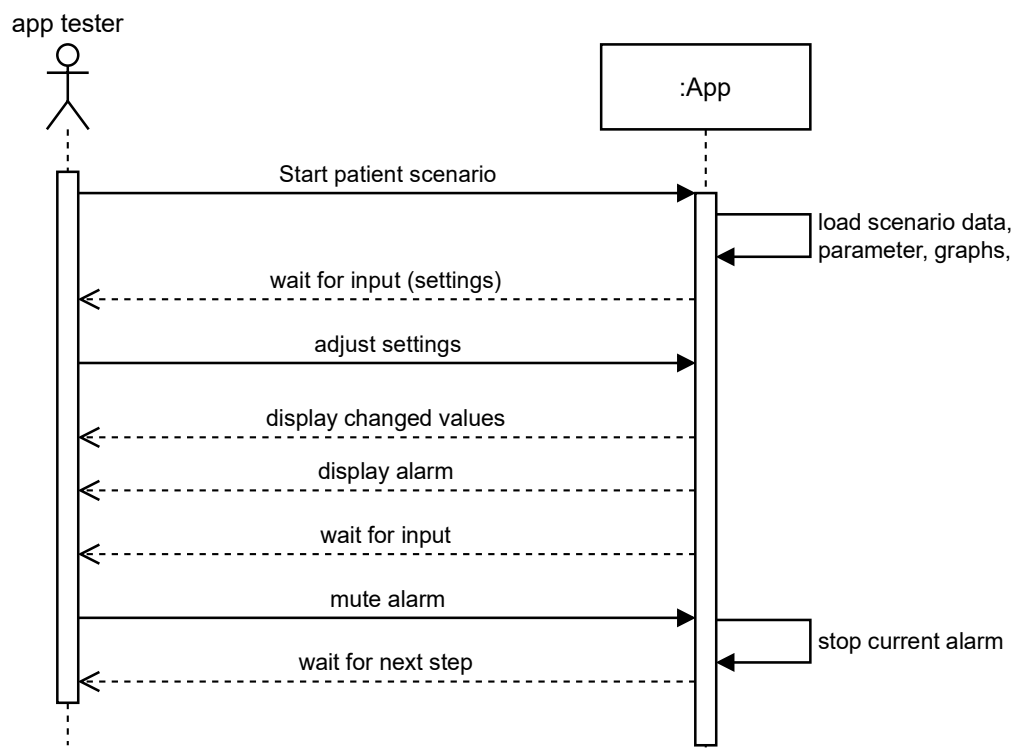 app tester
:App
Start patient scenario
load scenario data,
parameter, graphs,
wait for input (settings)
adjust settings
display changed values
display alarm
wait for input
mute alarm
stop current alarm
wait for next step